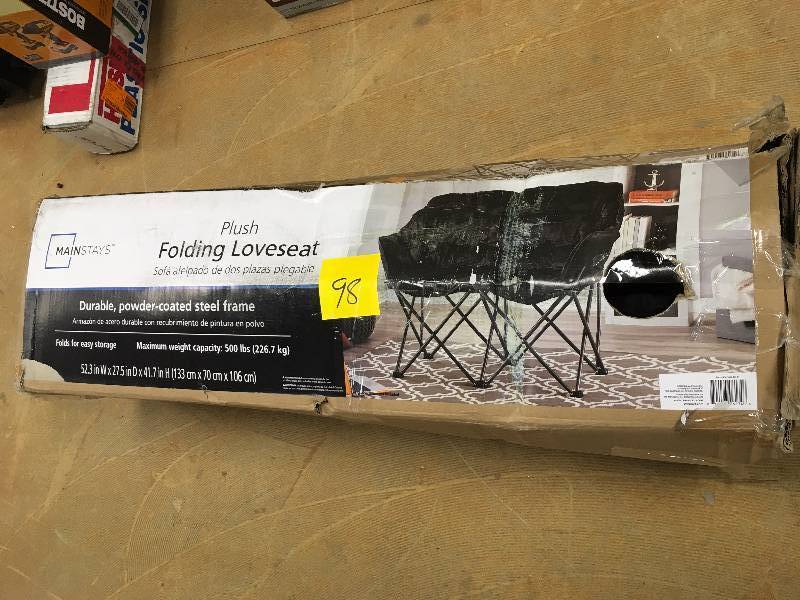 BOSTI
MAINSTAYS™
Plush
Folding Loveseat
Sofá afelpado de dos plazas plegable
98
Durable, powder-coated steel frame
Armazón de acero durable con recubrimiento de pintura en polvo
Folds for easy storage
Maximum weight capacity: 500 lbs (226.7 kg)
52.3 in W x 27.5 in D x 41.7 in H (133 cm x 70 cm x 106 cm)